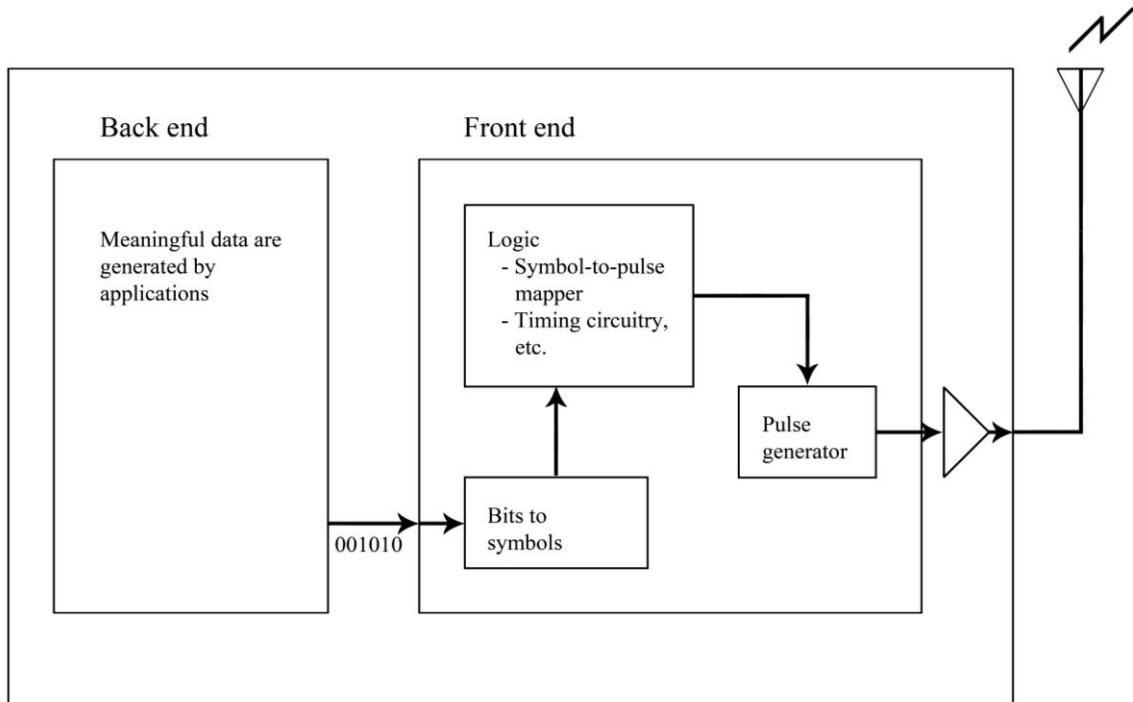 Back end
Front end
Meaningful data are
generated by
applications
Logic
- Symbol-to-pulse
mapper
- Timing circuitry,
etc.
Pulse
generator
Bits to
symbols
001010